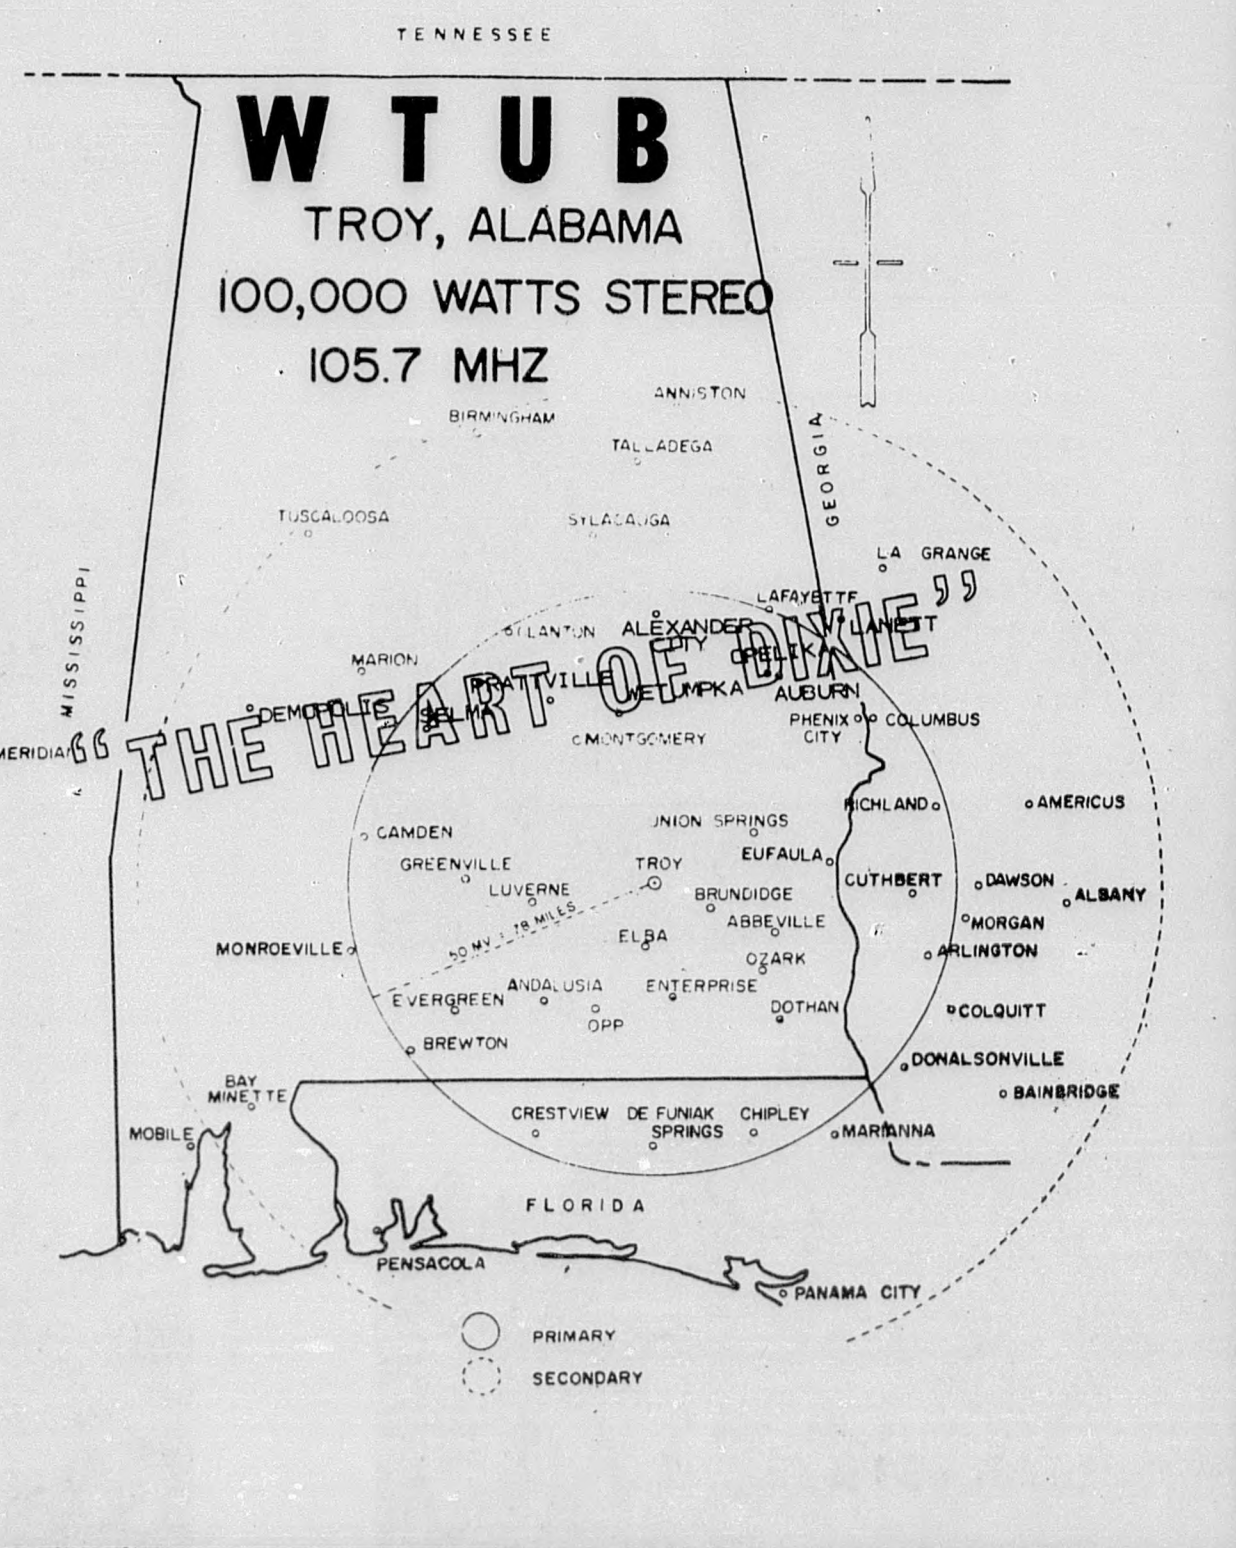 TENNESSEE
WTUB
TROY, ALABAMA
100,000 WATTS STEREO
105.7 MHZ
ANNISTON
BIRMINGHAM
TALLADEGA
GEORGIA
TUSCALOOSA
SYLACAUGA
LA GRANGE
MISSISSIPPI
LAFAYETTE
CLANTON
ALEXANDER
CITY
LANETT
OPELIKA
MARION
PRATTVILLE
WETUMPKA
AUBURN
DEMOPOLIS
SELMA
"THE HEART OF DIXIE"
PHENIX
CITY
COLUMBUS
MONTGOMERY
MERIDIAN
RICHLAND
AMERICUS
UNION SPRINGS
CAMDEN
EUFAULA
GREENVILLE
TROY
CUTHBERT
DAWSON
LUVERNE
BRUNDIDGE
ALBANY
50 MV = 78 MILES
ABBEVILLE
MORGAN
ELBA
MONROEVILLE
ARLINGTON
OZARK
ANDALUSIA
ENTERPRISE
EVERGREEN
DOTHAN
COLQUITT
OPP
BREWTON
DONALSONVILLE
BAY
MINETTE
BAINBRIDGE
CRESTVIEW
DE FUNIAK
SPRINGS
CHIPLEY
MOBILE
MARIANNA
FLORIDA
PENSACOLA
PANAMA CITY
PRIMARY
SECONDARY